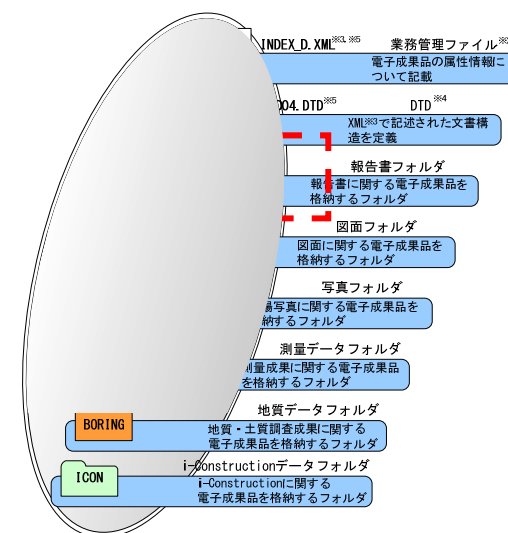 INDEX_D.XML※3,※5 業務管理ファイル※
電子成果品の属性情報に
ついて記載
04.DTD※5 DTD※4
XML※3で記述された文書構
造を定義
報告書フォルダ
報告書に関する電子成果品を
格納するフォルダ
図面フォルダ
図面に関する電子成果品を
格納するフォルダ
写真フォルダ
場写真に関する電子成果品を
納するフォルダ
測量データフォルダ
測量成果に関する電子成果品
を格納するフォルダ
地質データフォルダ
BORING
地質・土質調査成果に関する
電子成果品を格納するフォルダ
i-Constructionデータフォルダ
ICON
i-Constructionに関する
電子成果品を格納するフォルダ